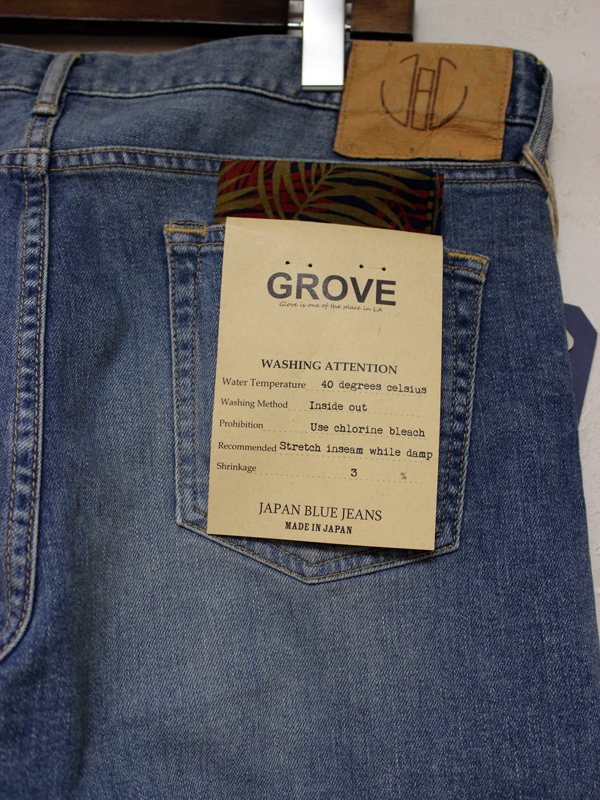 GROVE
Glove is one of the place in LA
WASHING ATTENTION
Water Temperature 40 degrees celsius
Washing Method Inside out
Prohibition Use chlorine bleach
Recommended Stretch inseam while damp
Shrinkage 3 %
JAPAN BLUE JEANS
MADE IN JAPAN